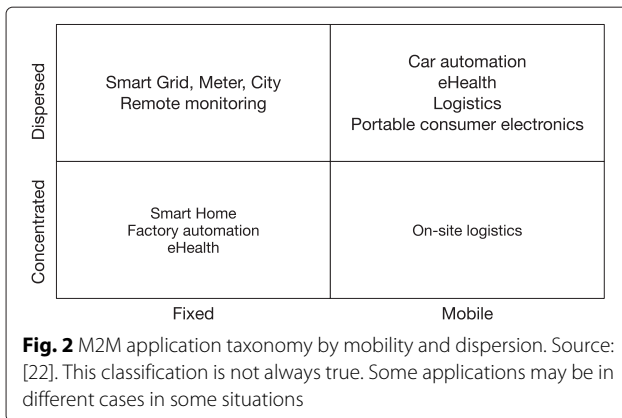 Dispersed
Smart Grid, Meter, City
Remote monitoring
Car automation
eHealth
Logistics
Portable consumer electronics
Concentrated
Smart Home
Factory automation
eHealth
On-site logistics
Fixed
Mobile
Fig. 2 M2M application taxonomy by mobility and dispersion. Source:
[22]. This classification is not always true. Some applications may be in
different cases in some situations